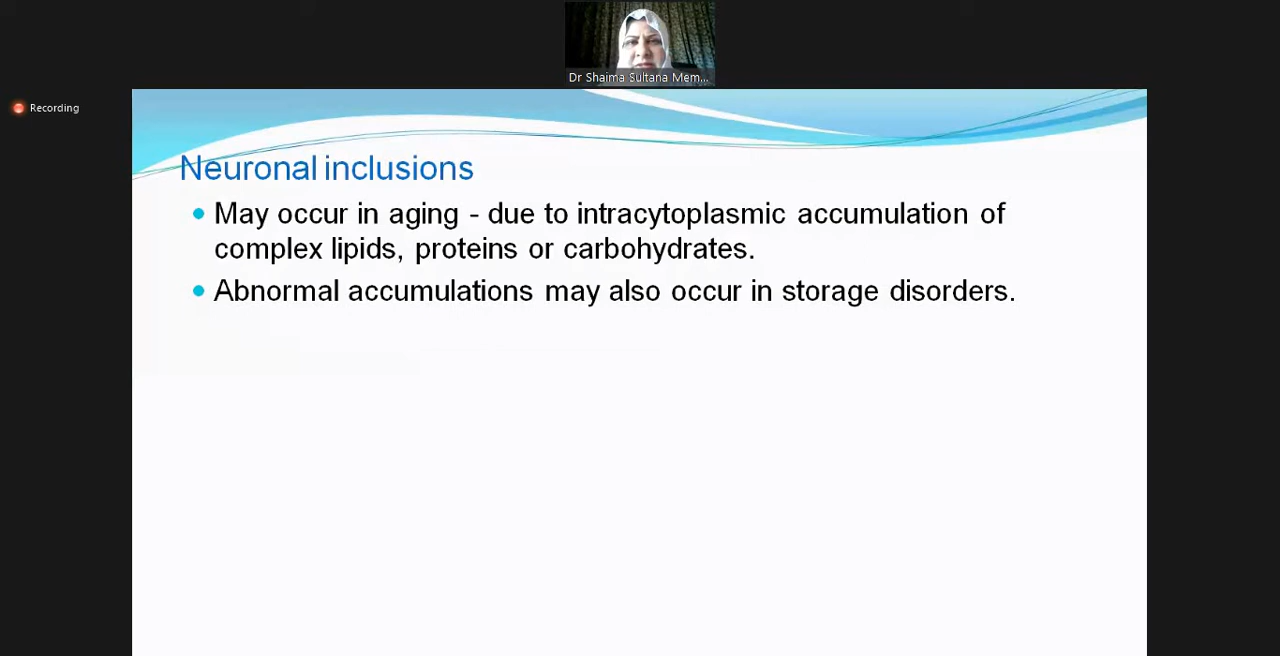 Dr Shaima Sultana Mem...
Recording
Neuronal inclusions
May occur in aging - due to intracytoplasmic accumulation of
complex lipids, proteins or carbohydrates.
Abnormal accumulations may also occur in storage disorders.